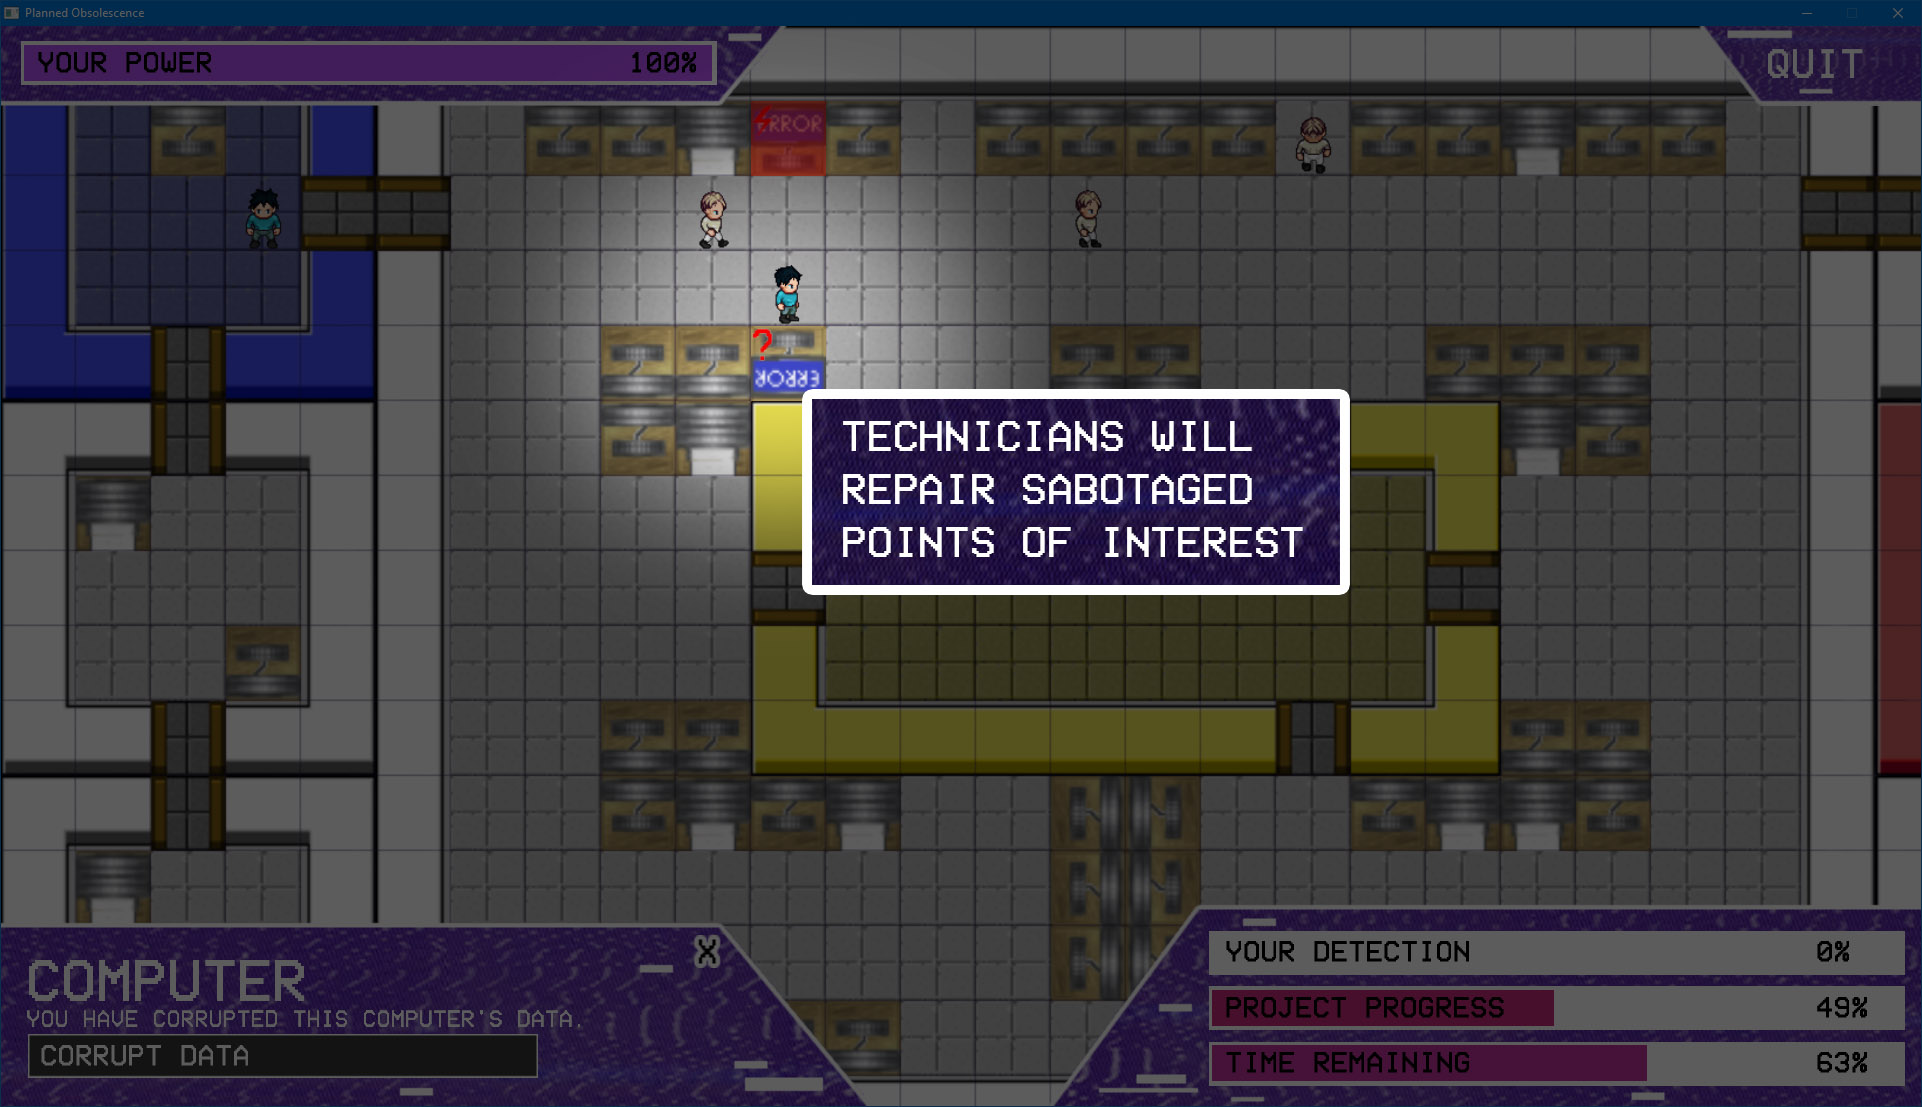 Planned Obsolescence
YOUR POWER 100%
QUIT
ERROR
?
ERROR
TECHNICIANS WILL
REPAIR SABOTAGED
POINTS OF INTEREST
X
COMPUTER
YOU HAVE CORRUPTED THIS COMPUTER'S DATA.
CORRUPT DATA
YOUR DETECTION 0%
PROJECT PROGRESS 49%
TIME REMAINING 63%